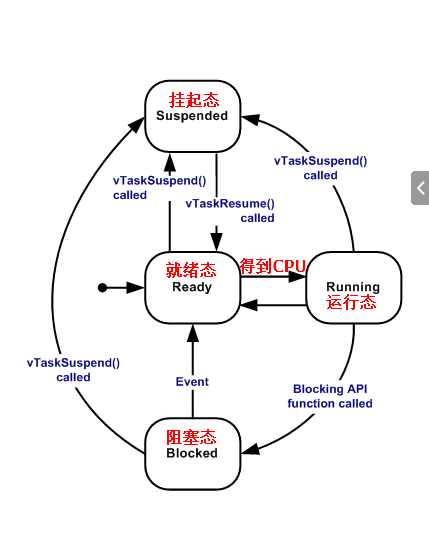 挂起态
Suspended
vTaskSuspend()
called
vTaskSuspend()
called
vTaskResume()
called
就绪态
Ready
得到CPU
Running
运行态
vTaskSuspend()
called
Event
Blocking API
function called
阻塞态
Blocked